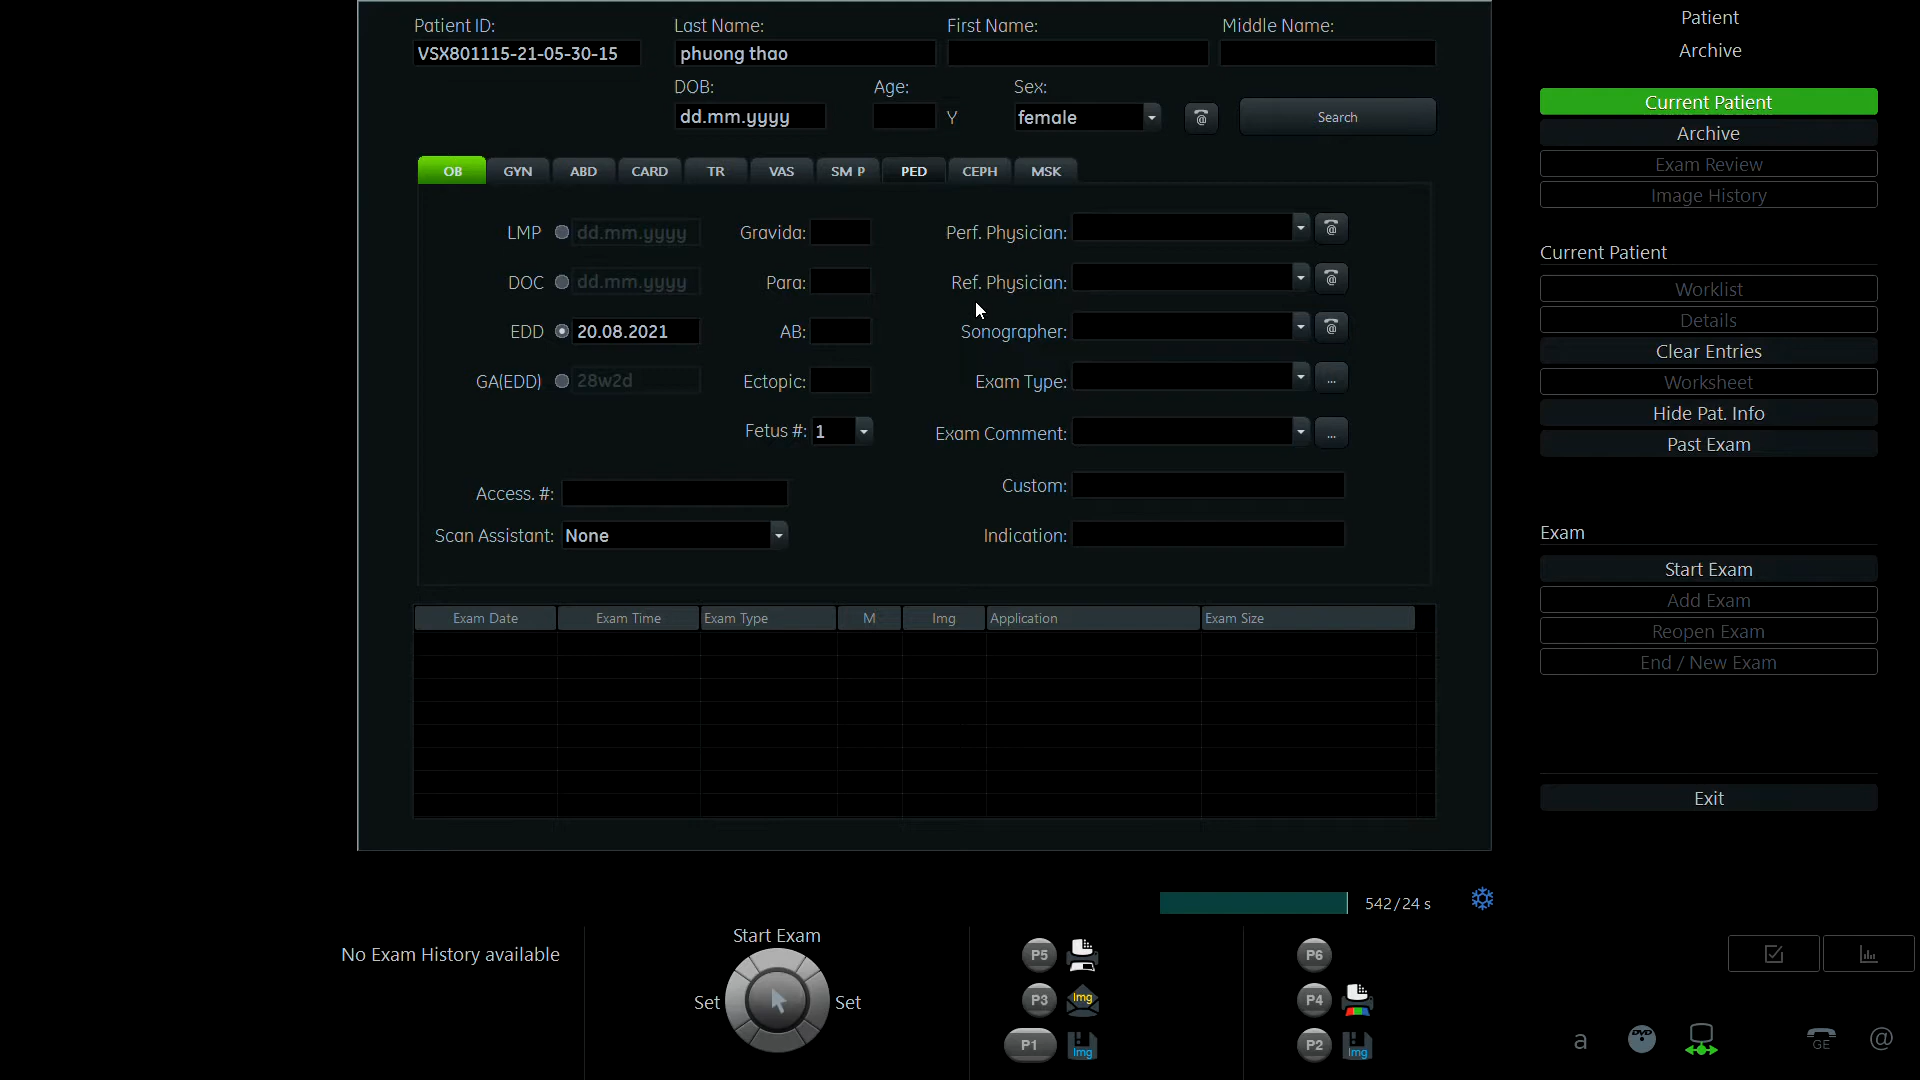 Patient ID: Last Name: First Name: Middle Name:
VSX801115-21-05-30-15 phuong thao
DOB: Age: Sex:
dd.mm.yyyy Y female Search
OB GYN ABD CARD TR VAS SM P PED CEPH MSK
LMP dd.mm.yyyy Gravida: Perf. Physician: @
DOC dd.mm.yyyy Para: Ref. Physician: @
EDD 20.08.2021 AB: Sonographer: @
GA(EDD) 28w2d Ectopic: Exam Type: ...
Fetus #: 1 Exam Comment: ...
Access. #: Custom:
Scan Assistant: None Indication:
Exam Date Exam Time Exam Type M Img Application Exam Size
Patient
Archive
Current Patient
Archive
Exam Review
Image History
Current Patient
Worklist
Details
Clear Entries
Worksheet
Hide Pat. Info
Past Exam
Exam
Start Exam
Add Exam
Reopen Exam
End / New Exam
Exit
542/24 s
No Exam History available
Start Exam
Set Set
P5
P3 Img
P1 Img
P6
P4
P2 Img
a DVD GE @